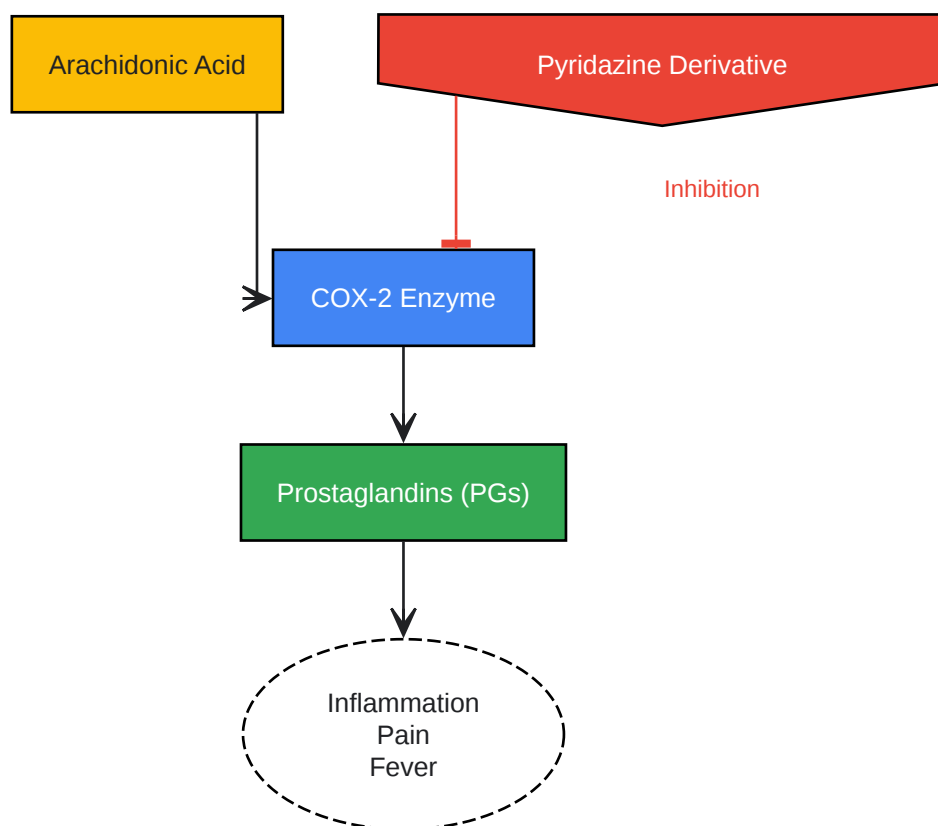 Arachidonic Acid
Pyridazine Derivative
Inhibition
COX-2 Enzyme
Prostaglandins (PGs)
Inflammation
Pain
Fever